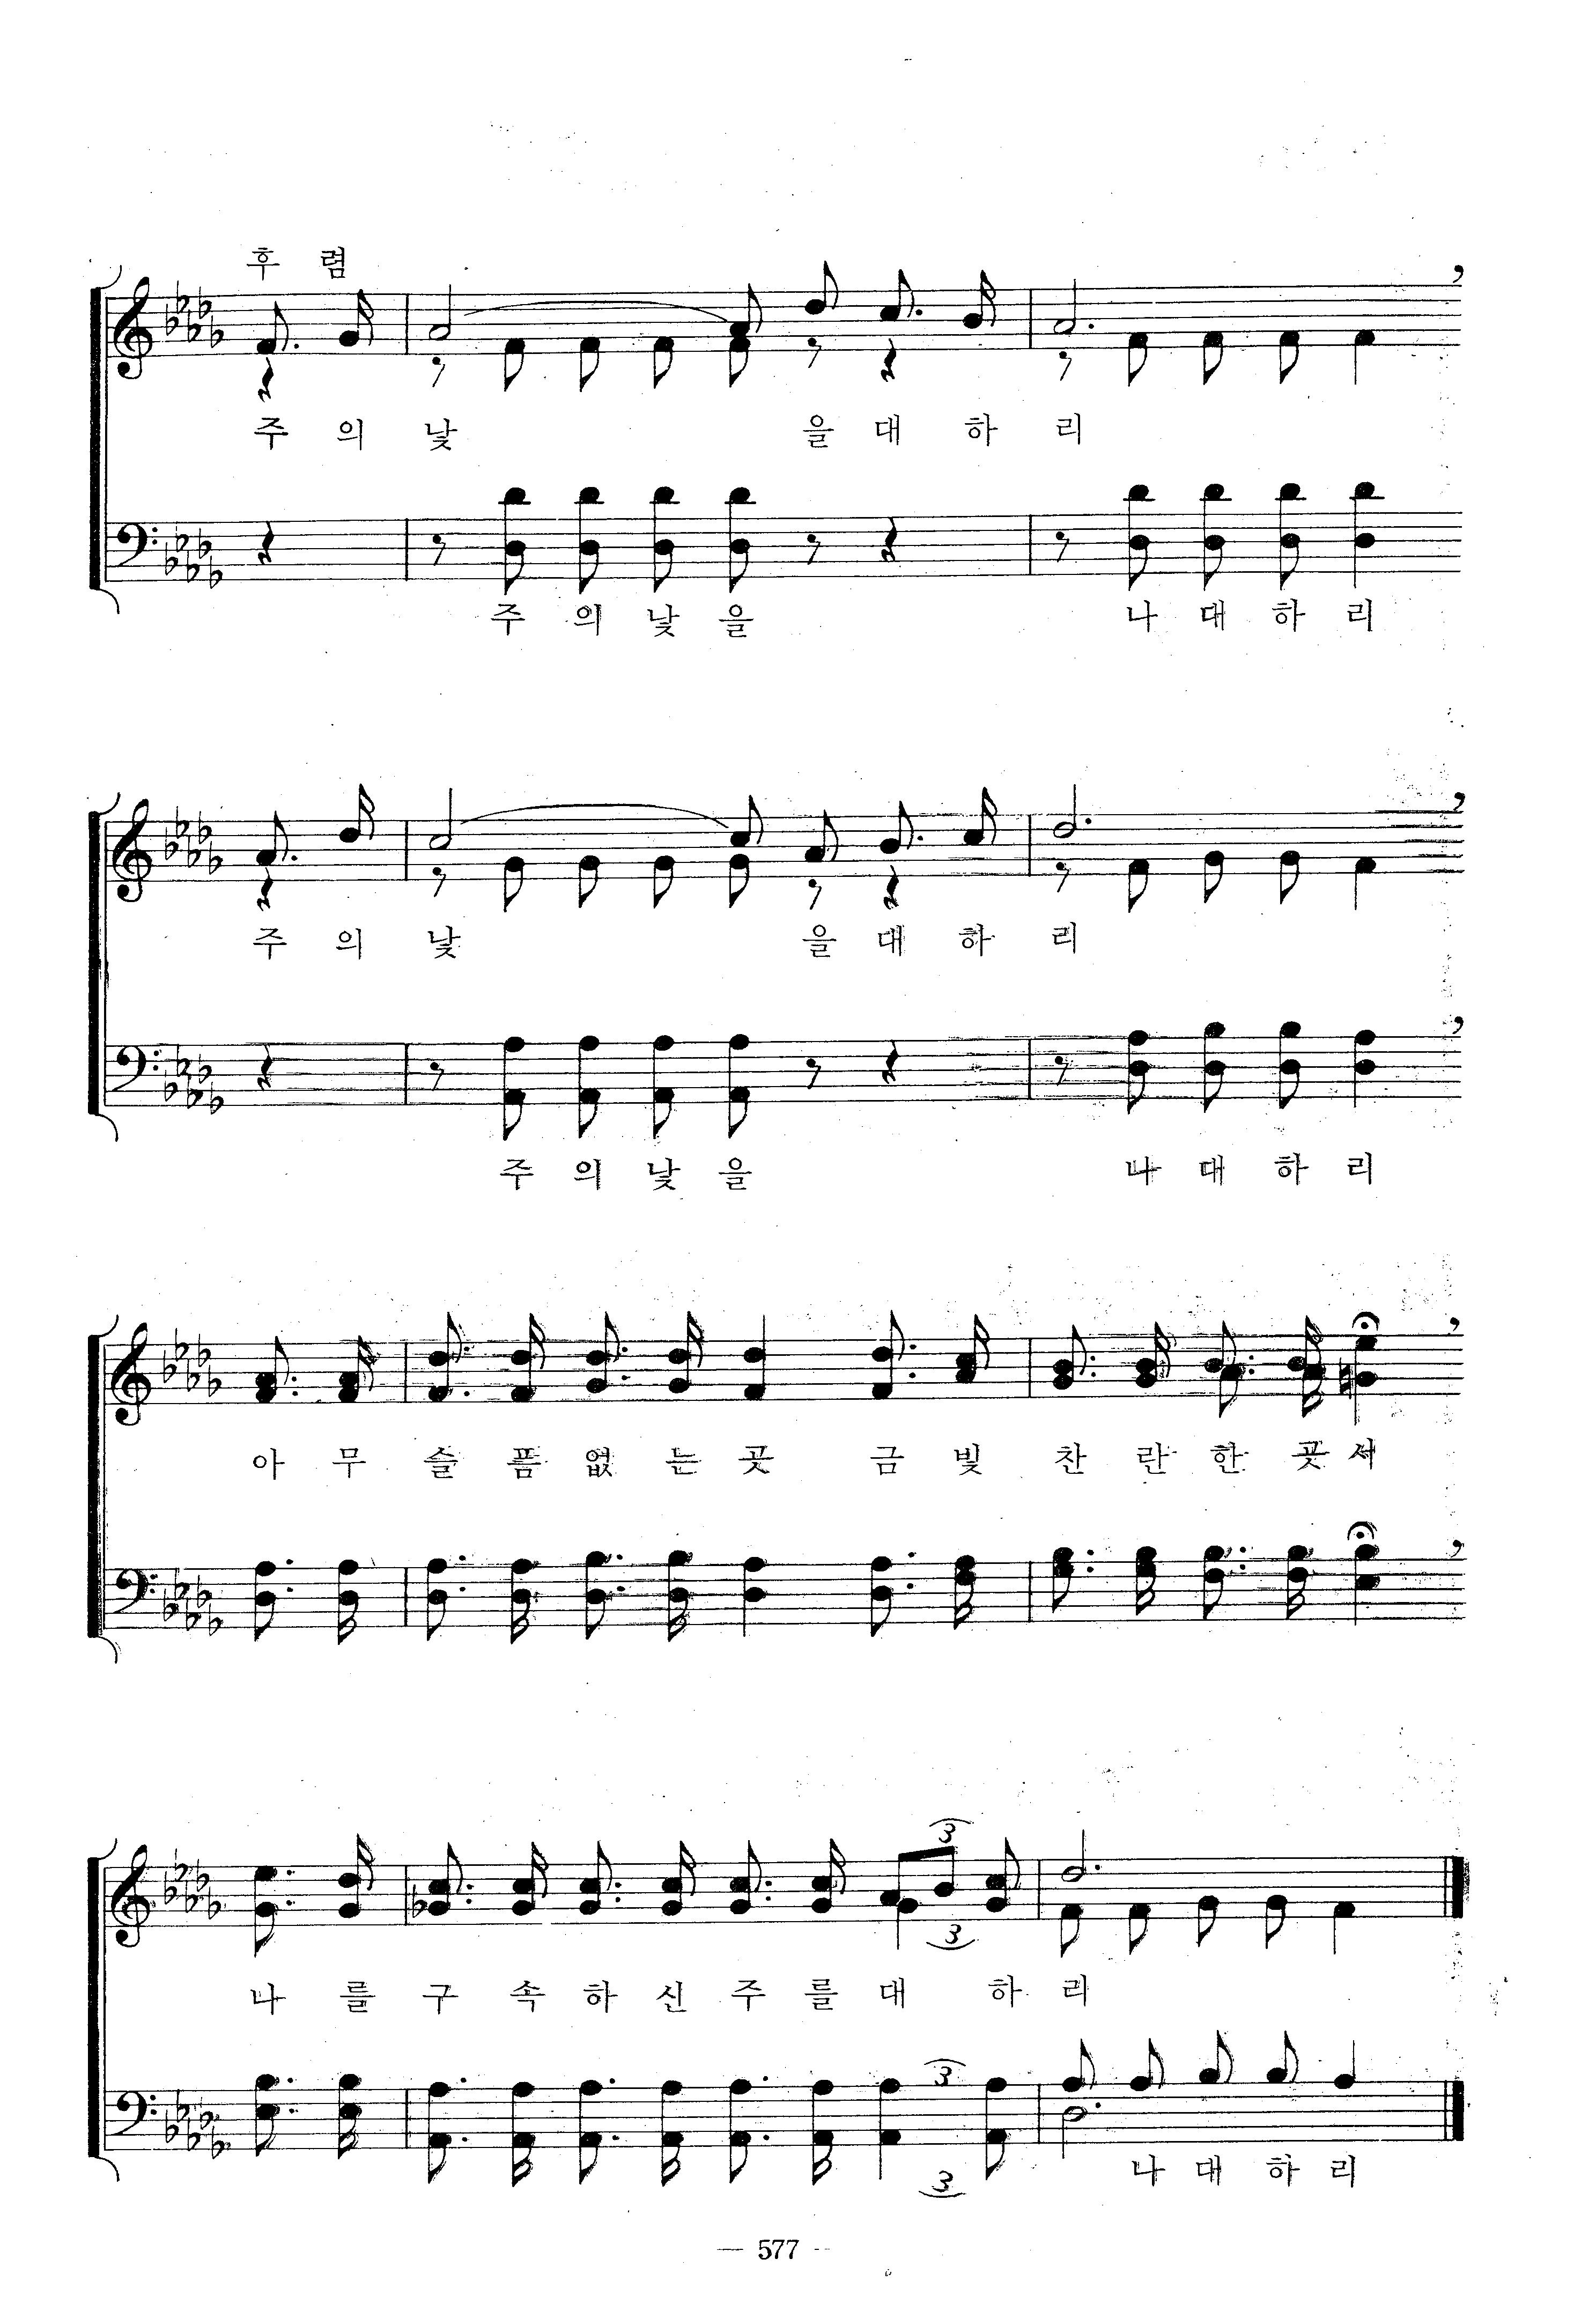 후 렴
주 의 낯 을 대 하 리
주 의 낯 을 나 대 하 리
주 의 낯 을 대 하 리
주 의 낯 을 나 대 하 리
아 무 슬 픔 없 는 곳 금 빛 찬 란 한 곳 서
3
나 를 구 속 하 신 주 를 대 하 리
3
3
3
나 대 하 리
— 577 —